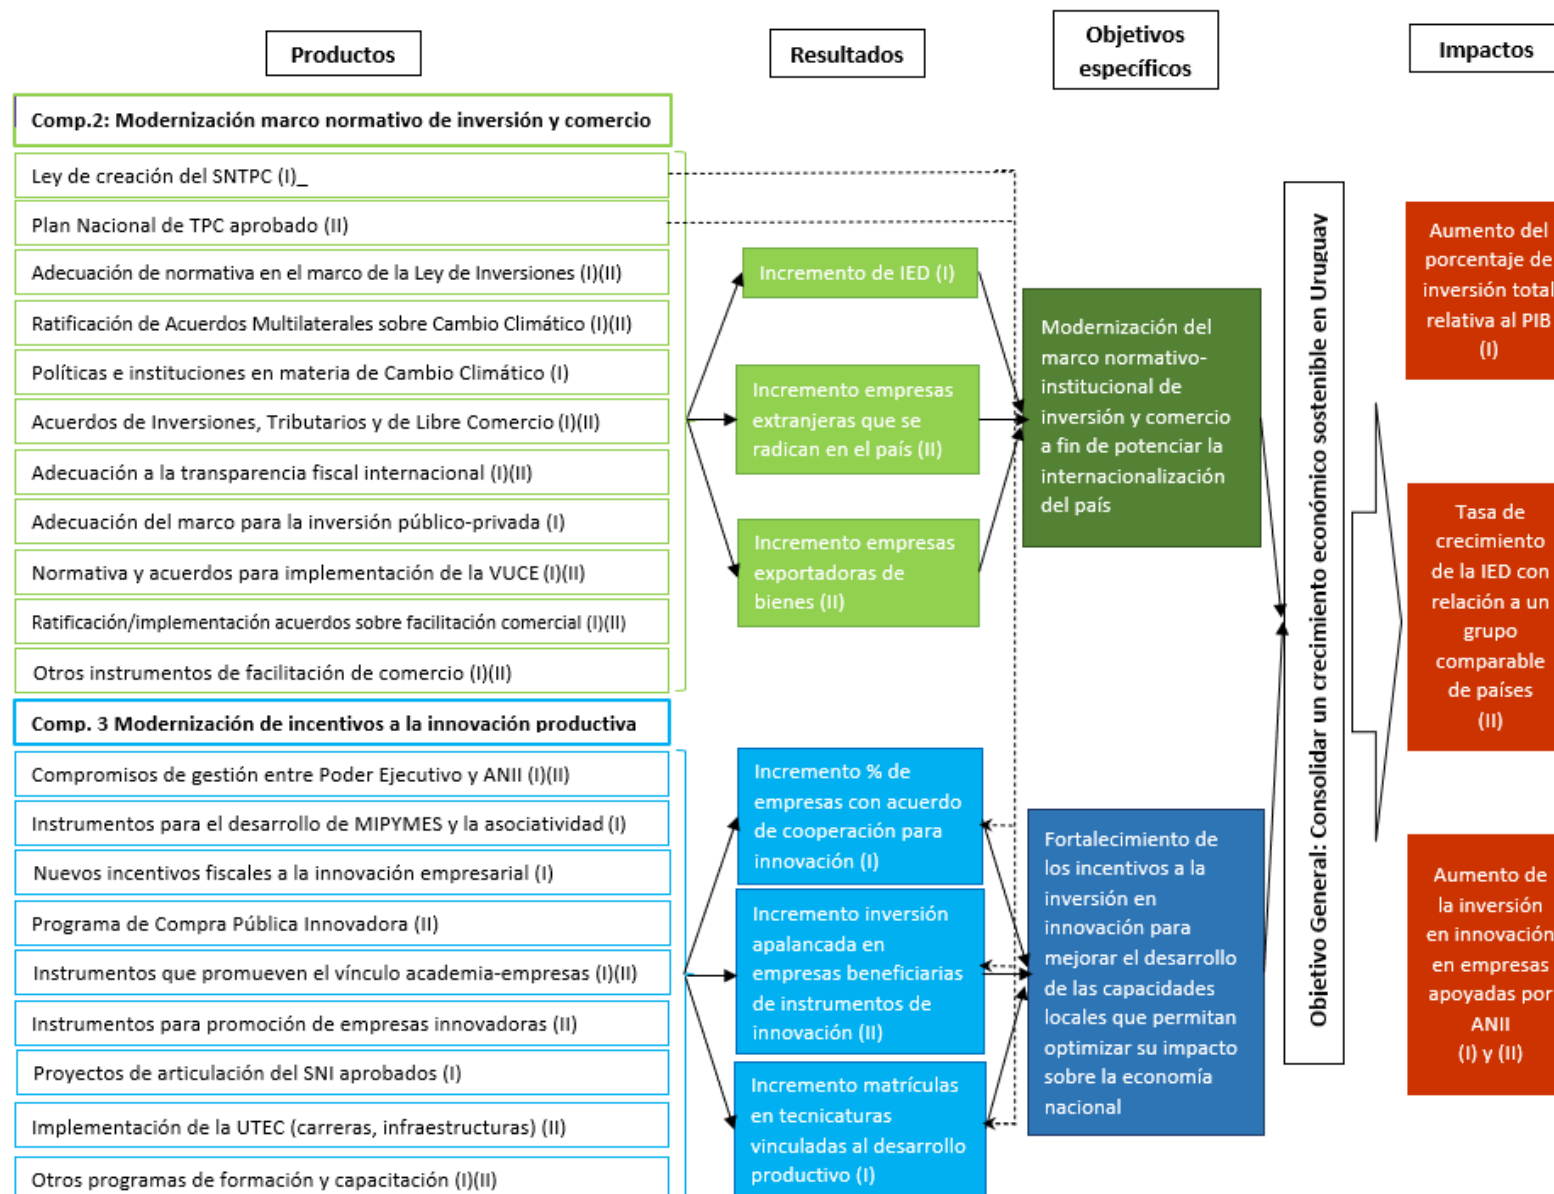 Productos
Resultados
Objetivos
específicos
Impactos
Comp.2: Modernización marco normativo de inversión y comercio
Ley de creación del SNTPC (I)_
Plan Nacional de TPC aprobado (II)
Adecuación de normativa en el marco de la Ley de Inversiones (I)(II)
Ratificación de Acuerdos Multilaterales sobre Cambio Climático (I)(II)
Políticas e instituciones en materia de Cambio Climático (I)
Acuerdos de Inversiones, Tributarios y de Libre Comercio (I)(II)
Adecuación a la transparencia fiscal internacional (I)(II)
Adecuación del marco para la inversión público-privada (I)
Normativa y acuerdos para implementación de la VUCE (I)(II)
Ratificación/implementación acuerdos sobre facilitación comercial (I)(II)
Otros instrumentos de facilitación de comercio (I)(II)
Comp. 3 Modernización de incentivos a la innovación productiva
Compromisos de gestión entre Poder Ejecutivo y ANII (I)(II)
Instrumentos para el desarrollo de MIPYMES y la asociatividad (I)
Nuevos incentivos fiscales a la innovación empresarial (I)
Programa de Compra Pública Innovadora (II)
Instrumentos que promueven el vínculo academia-empresas (I)(II)
Instrumentos para promoción de empresas innovadoras (II)
Proyectos de articulación del SNI aprobados (I)
Implementación de la UTEC (carreras, infraestructuras) (II)
Otros programas de formación y capacitación (I)(II)
Incremento de IED (I)
Incremento empresas
extranjeras que se
radican en el país (II)
Incremento empresas
exportadoras de
bienes (II)
Incremento % de
empresas con acuerdo
de cooperación para
innovación (I)
Incremento inversión
apalancada en
empresas beneficiarias
de instrumentos de
innovación (II)
Incremento matrículas
en tecnicaturas
vinculadas al desarrollo
productivo (I)
Modernización del
marco normativo-
institucional de
inversión y comercio
a fin de potenciar la
internacionalización
del país
Fortalecimiento de
los incentivos a la
inversión en
innovación para
mejorar el desarrollo
de las capacidades
locales que permitan
optimizar su impacto
sobre la economía
nacional
Objetivo General: Consolidar un crecimiento económico sostenible en Uruguay
Aumento del
porcentaje de
inversión total
relativa al PIB
(I)
Tasa de
crecimiento
de la IED con
relación a un
grupo
comparable
de países
(II)
Aumento de
la inversión
en innovación
en empresas
apoyadas por
ANII
(I) y (II)